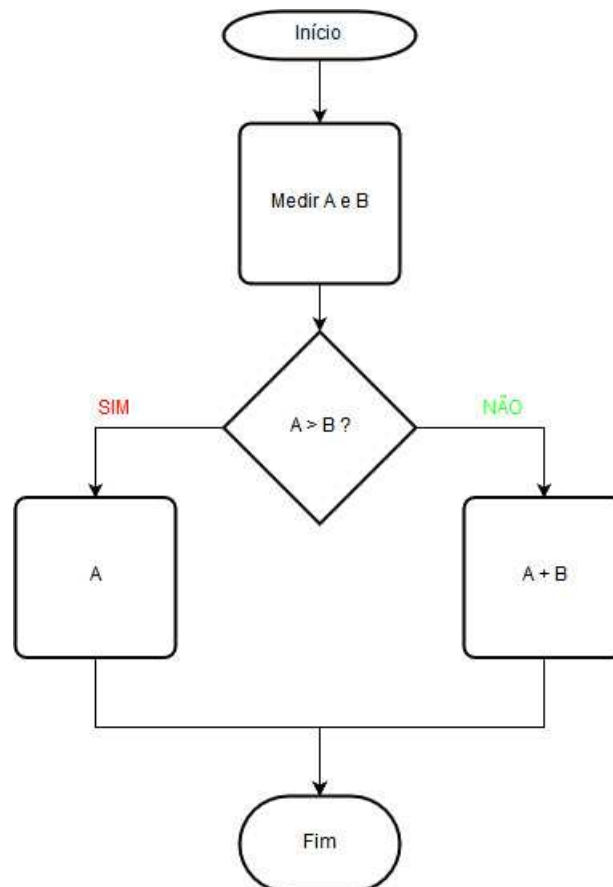 Início
Medir A e B
SIM
A > B ?
NÃO
A
A + B
Fim